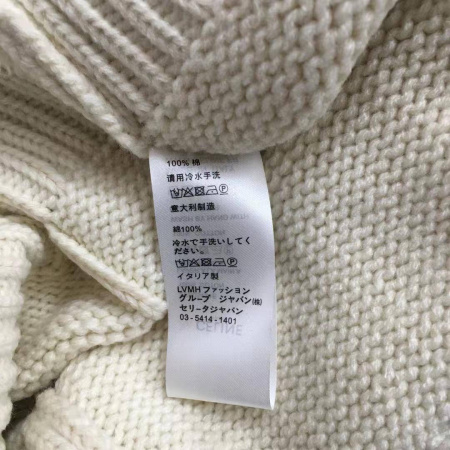 100% 棉
请用冷水手洗
意大利制造
綿100%
冷水で手洗いしてく
ださい。
イタリア製
LVMH ファッション
グループ ジャパン(株)
セリータジャパン
03-5414-1401
CELINE